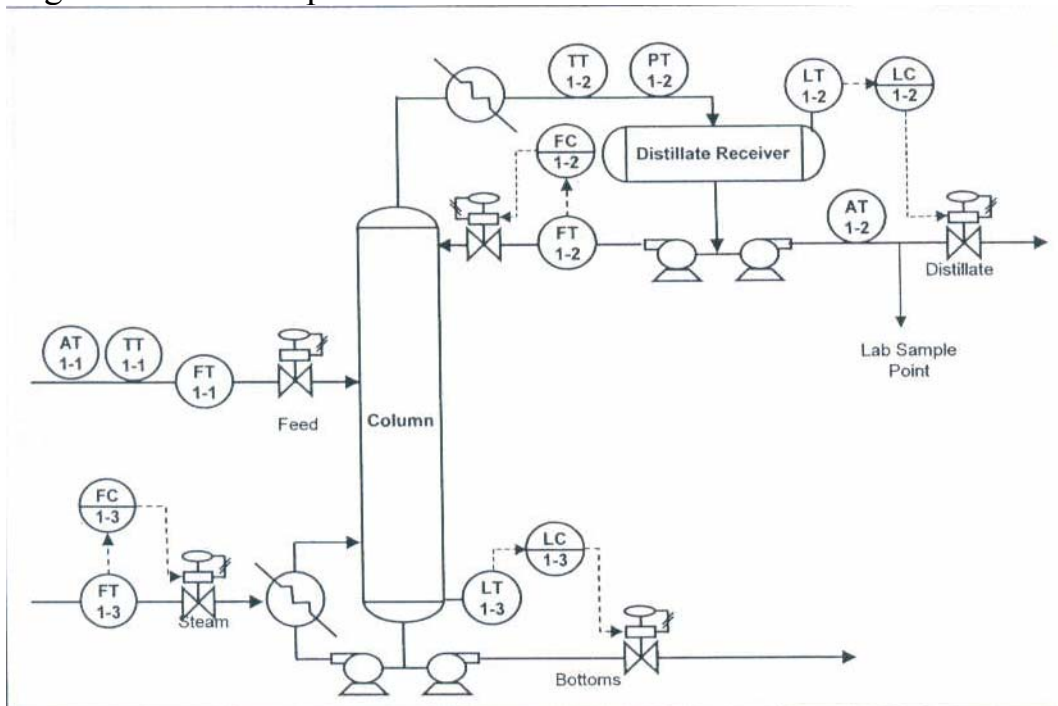 TT
1-2
PT
1-2
LT
1-2
LC
1-2
FC
1-2
Distillate Receiver
FT
1-2
AT
1-2
Distillate
Lab Sample
Point
AT
1-1
TT
1-1
FT
1-1
Feed
Column
FC
1-3
FT
1-3
Steam
LC
1-3
LT
1-3
Bottoms